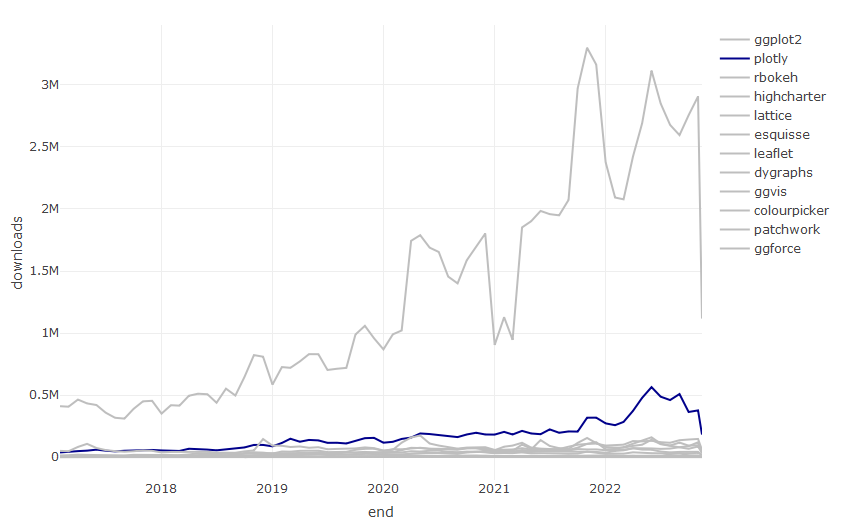 3M
2.5M
2M
1.5M
1M
0.5M
0
downloads
2018
2019
2020
2021
2022
end
ggplot2
plotly
rbokeh
highcharter
lattice
esquisse
leaflet
dygraphs
ggvis
colourpicker
patchwork
ggforce